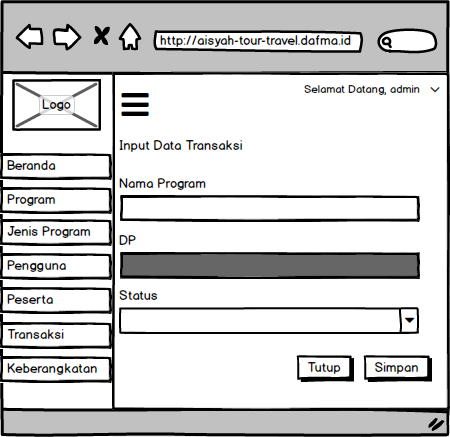 http://aisyah-tour-travel.dafma.id
Logo
Selamat Datang, admin
Beranda
Program
Jenis Program
Pengguna
Peserta
Transaksi
Keberangkatan
Input Data Transaksi
Nama Program
DP
Status
Tutup
Simpan